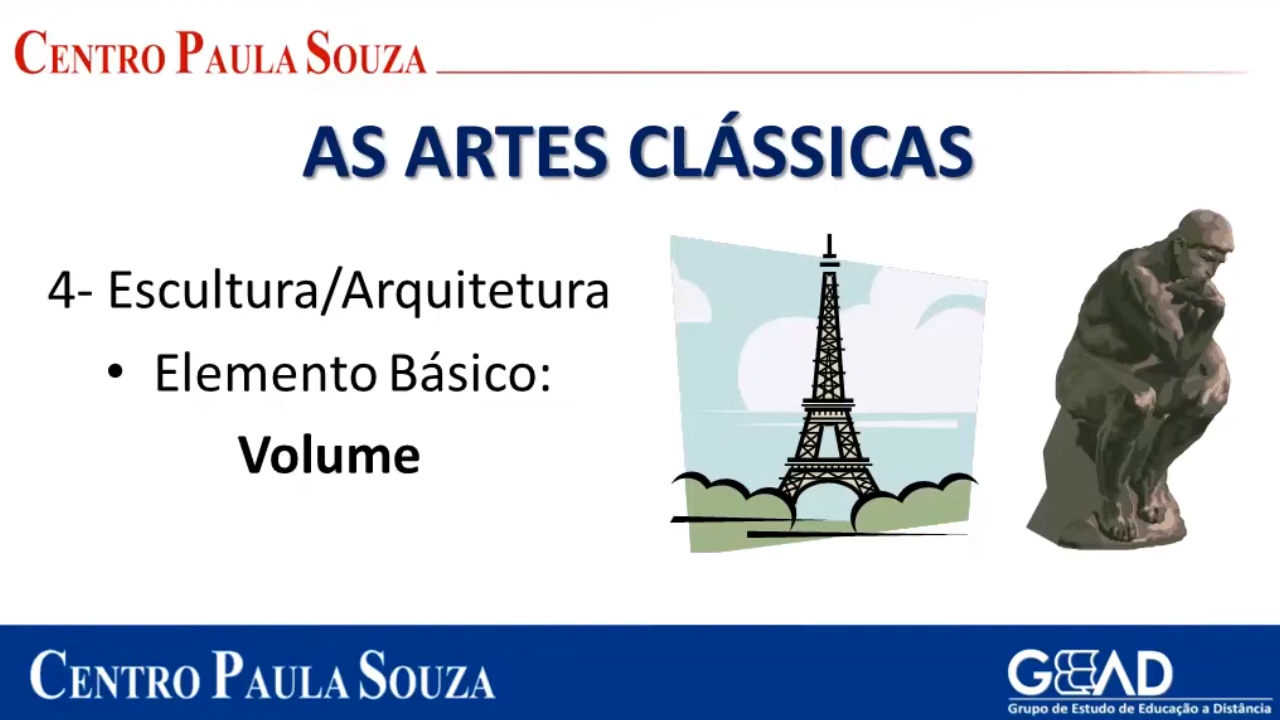 CENTRO PAULA SOUZA
AS ARTES CLÁSSICAS
4- Escultura/Arquitetura
• Elemento Básico:
Volume
CENTRO PAULA SOUZA
GEAD
Grupo de Estudo de Educação a Distância